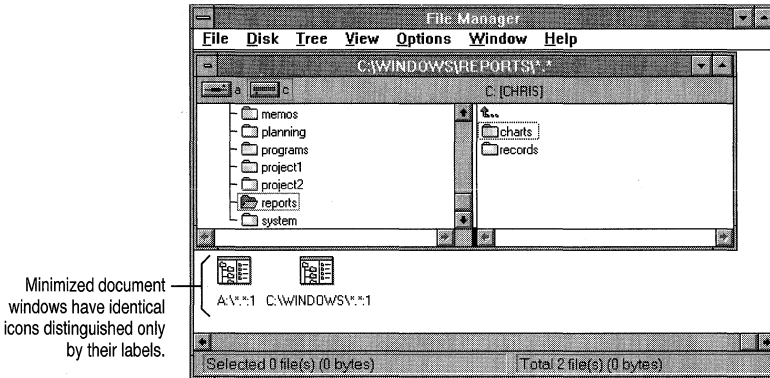 File Manager
File Disk Tree View Options Window Help
C:\WINDOWS\REPORTS\*.*
a c C: [CHRIS]
memos
planning
programs
project1
project2
reports
system
..
charts
records
A:\*.*:1 C:\WINDOWS\*.*:1
Minimized document
windows have identical
icons distinguished only
by their labels.
Selected 0 file(s) (0 bytes) Total 2 file(s) (0 bytes)